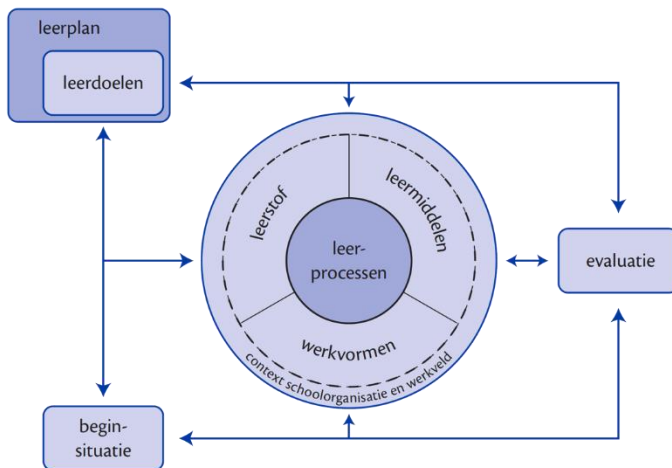 leerplan
leerdoelen
leerstof
leermiddelen
leer-
processen
evaluatie
werkvormen
context schoolorganisatie en werkveld
begin-
situatie